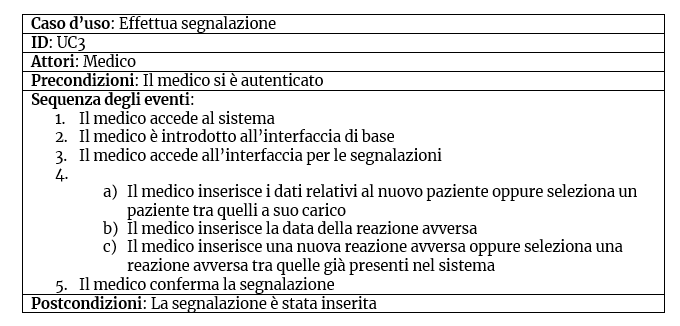 Caso d’uso: Effettua segnalazione
ID: UC3
Attori: Medico
Precondizioni: Il medico si è autenticato
Sequenza degli eventi:
1. Il medico accede al sistema
2. Il medico è introdotto all’interfaccia di base
3. Il medico accede all’interfaccia per le segnalazioni
4.
a) Il medico inserisce i dati relativi al nuovo paziente oppure seleziona un
paziente tra quelli a suo carico
b) Il medico inserisce la data della reazione avversa
c) Il medico inserisce una nuova reazione avversa oppure seleziona una
reazione avversa tra quelle già presenti nel sistema
5. Il medico conferma la segnalazione
Postcondizioni: La segnalazione è stata inserita